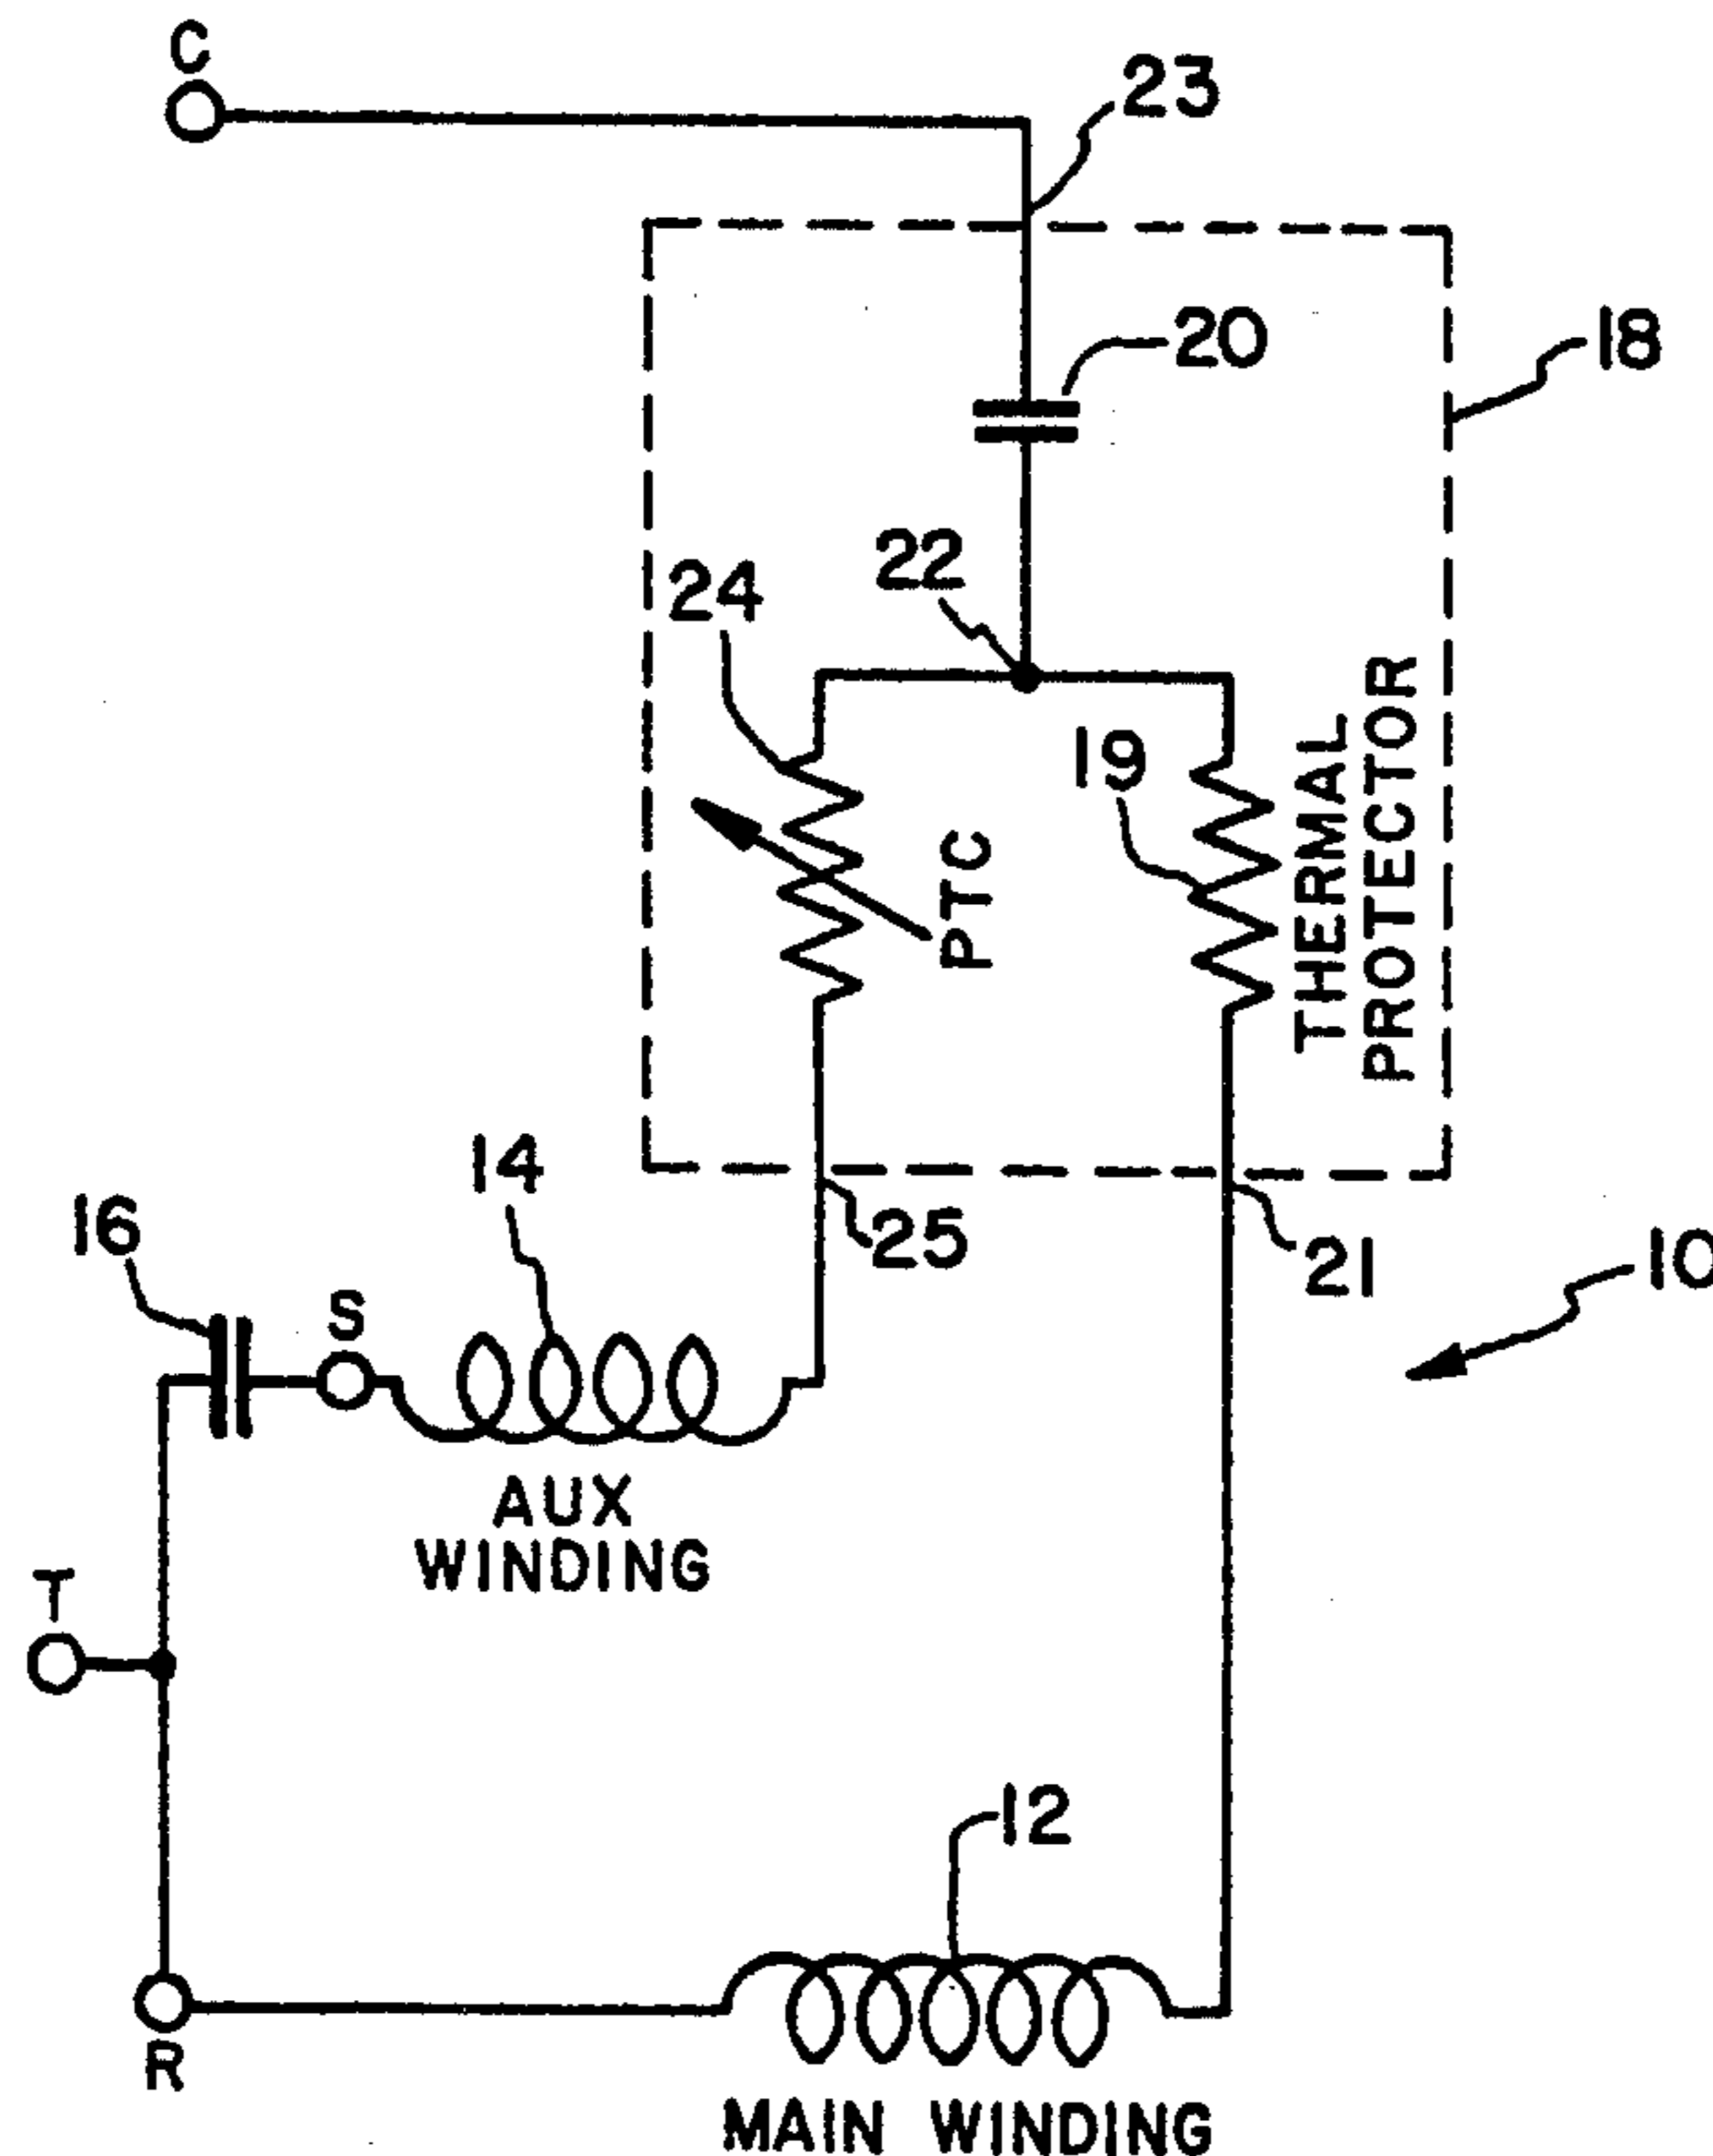 C
23
20
18
22
24
19
PTC
THERMAL
PROTECTOR
14
16
25
21
10
S
AUX
WINDING
T
12
R
MAIN WINDING